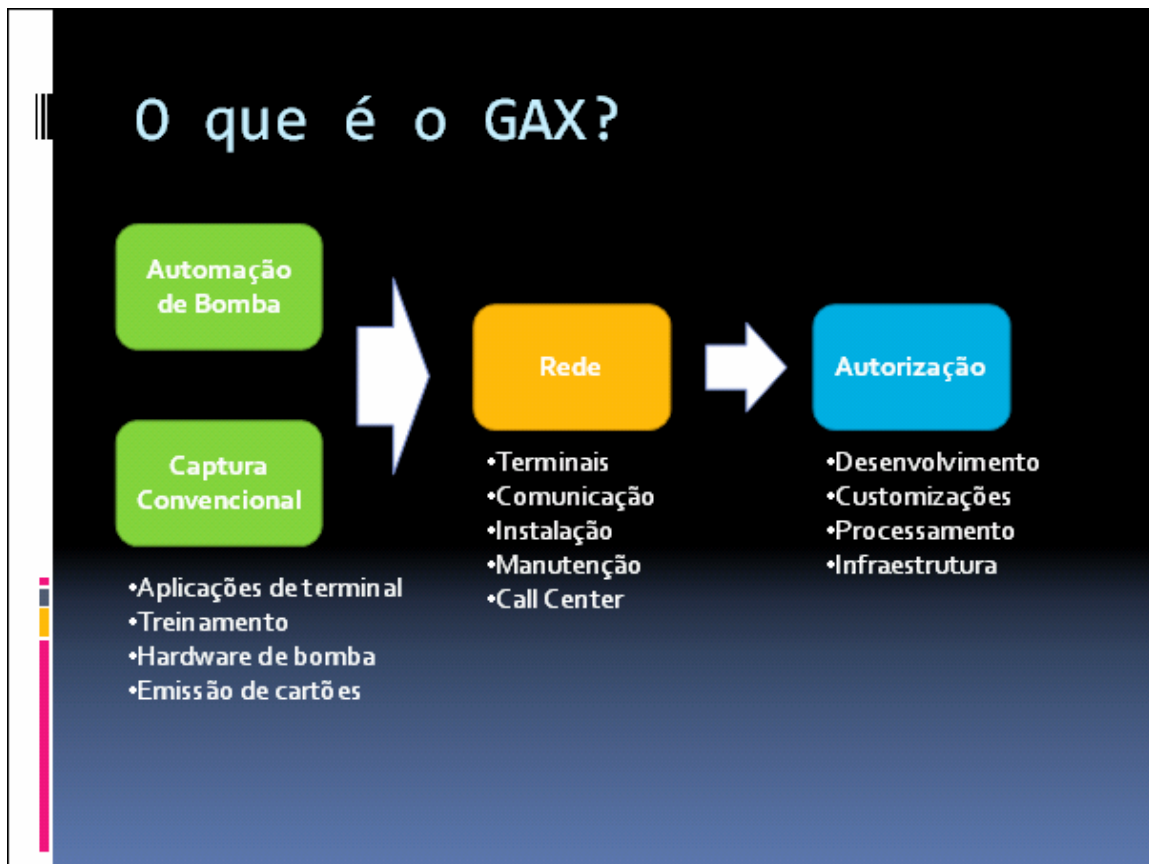 O que é o GAX?
Automação
de Bomba
Captura
Convencional
•Aplicações de terminal
•Treinamento
•Hardware de bomba
•Emissão de cartões
Rede
•Terminais
•Comunicação
•Instalação
•Manutenção
•Call Center
Autorização
•Desenvolvimento
•Customizações
•Processamento
•Infraestrutura